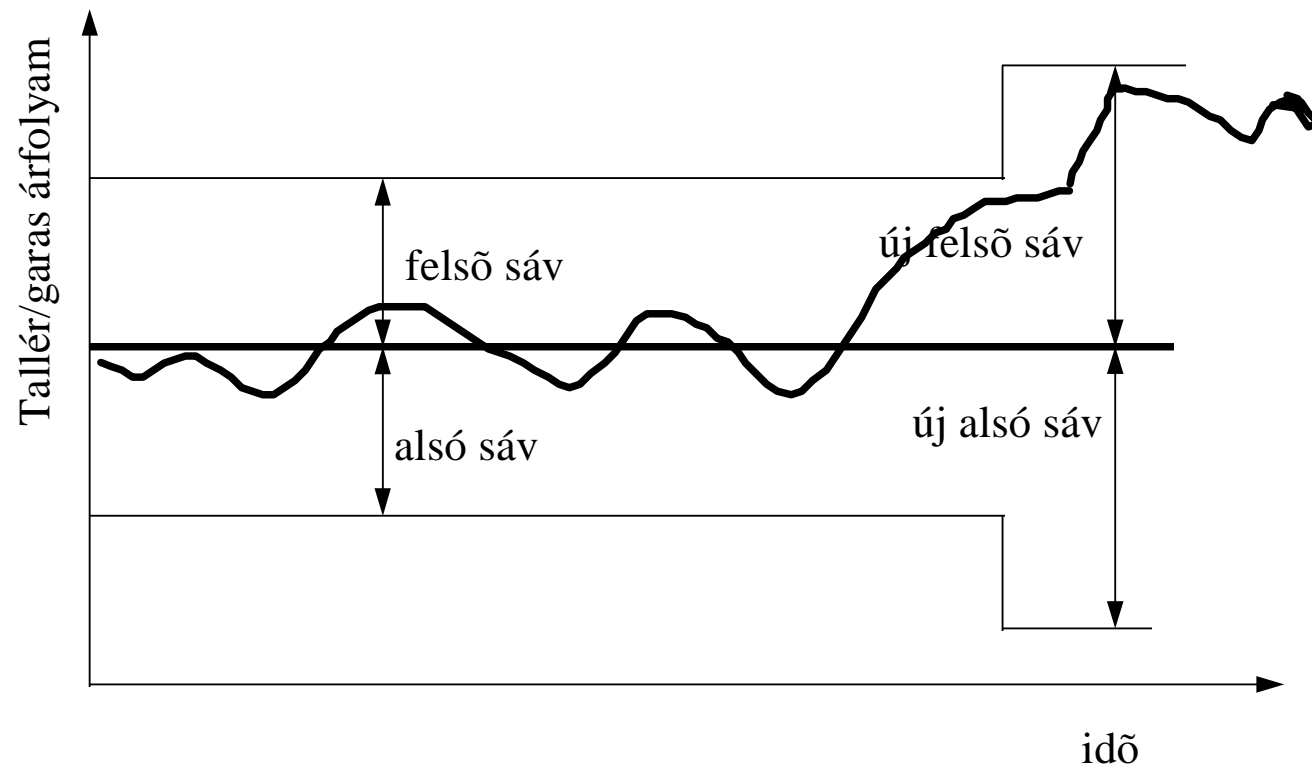 Tallér/garas árfolyam
felsõ sáv
új felsõ sáv
alsó sáv
új alsó sáv
idõ